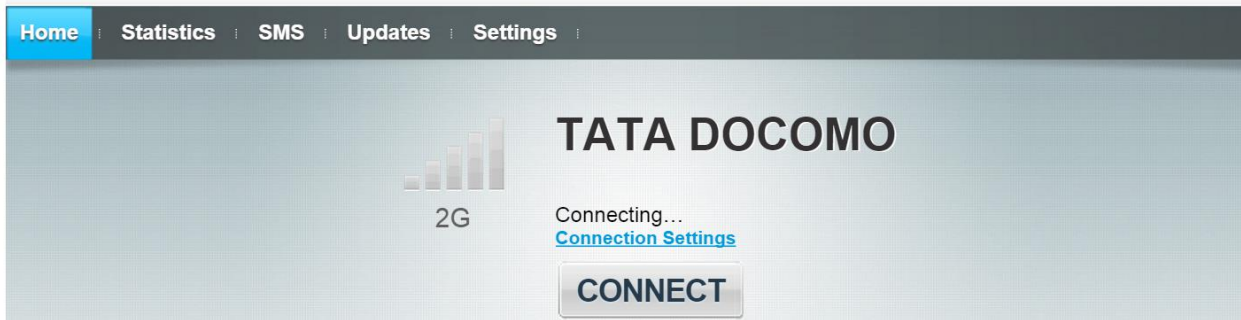 Home Statistics SMS Updates Settings
TATA DOCOMO
2G
Connecting...
Connection Settings
CONNECT